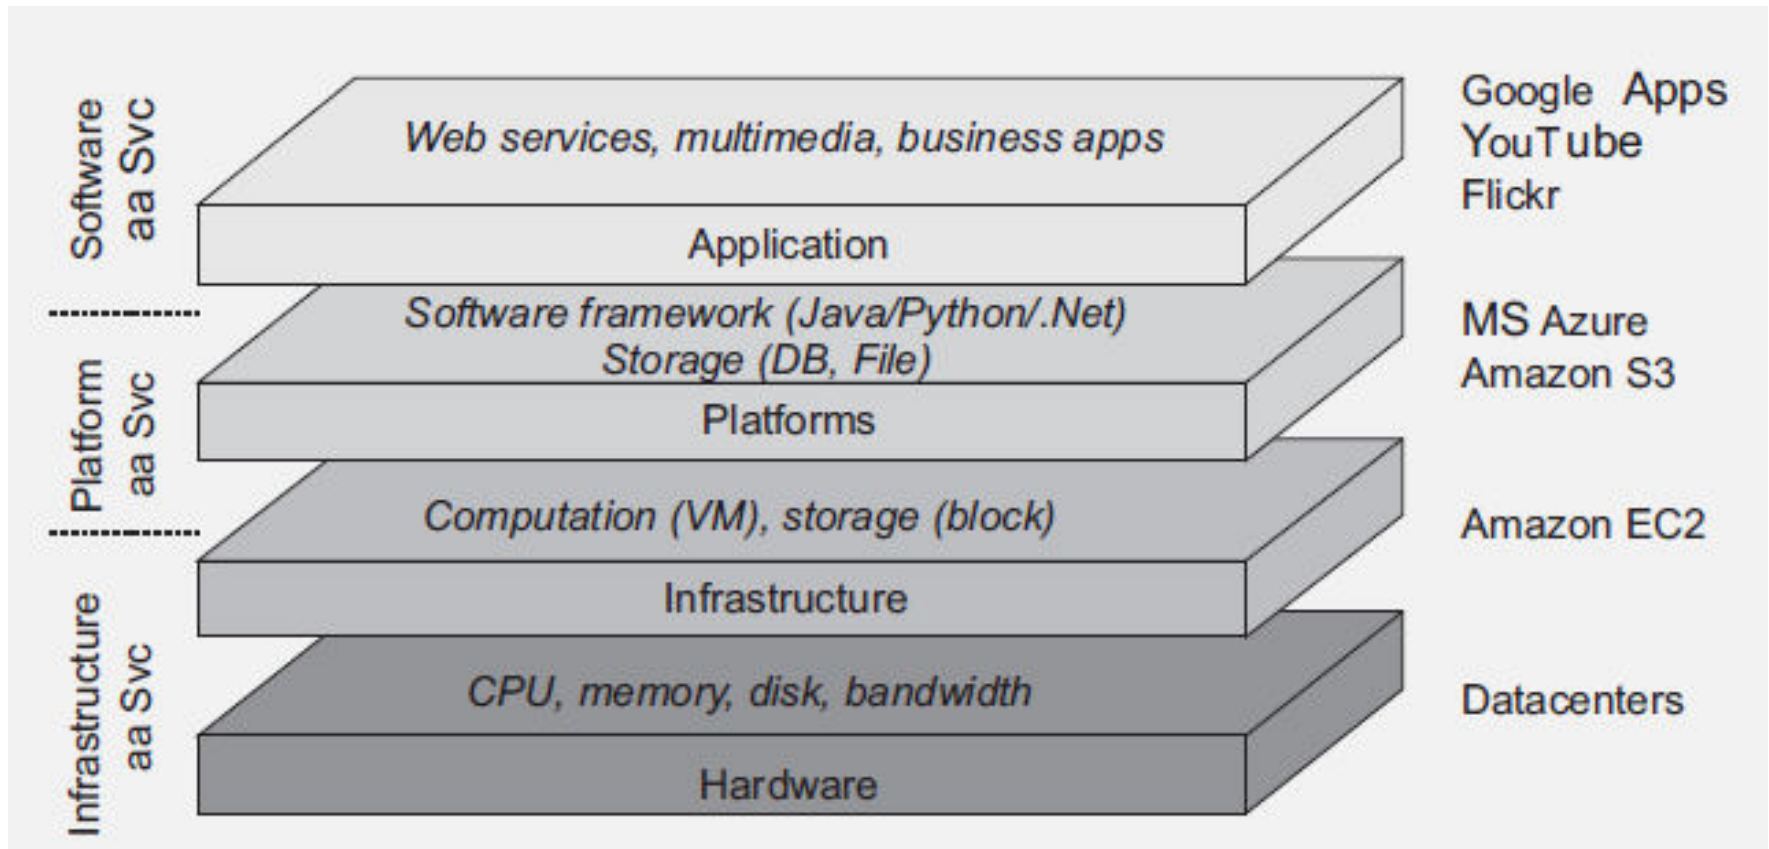 Software
aa Svc
Web services, multimedia, business apps
Application
Google Apps
YouTube
Flickr
Platform
aa Svc
Software framework (Java/Python/.Net)
Storage (DB, File)
Platforms
MS Azure
Amazon S3
Infrastructure
aa Svc
Computation (VM), storage (block)
Infrastructure
Amazon EC2
CPU, memory, disk, bandwidth
Hardware
Datacenters